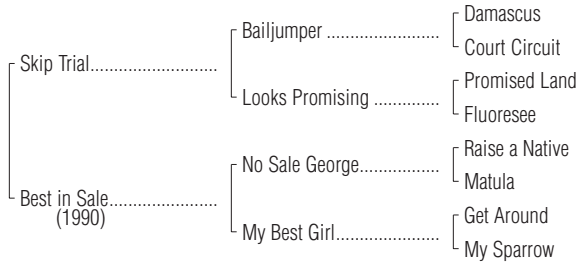 Damascus
Bailjumper ......................
Court Circuit
Skip Trial.........................
Promised Land
Looks Promising .............
Fluoresee
Raise a Native
No Sale George................
Matula
Best in Sale.....................
(1990)
Get Around
My Best Girl.....................
My Sparrow